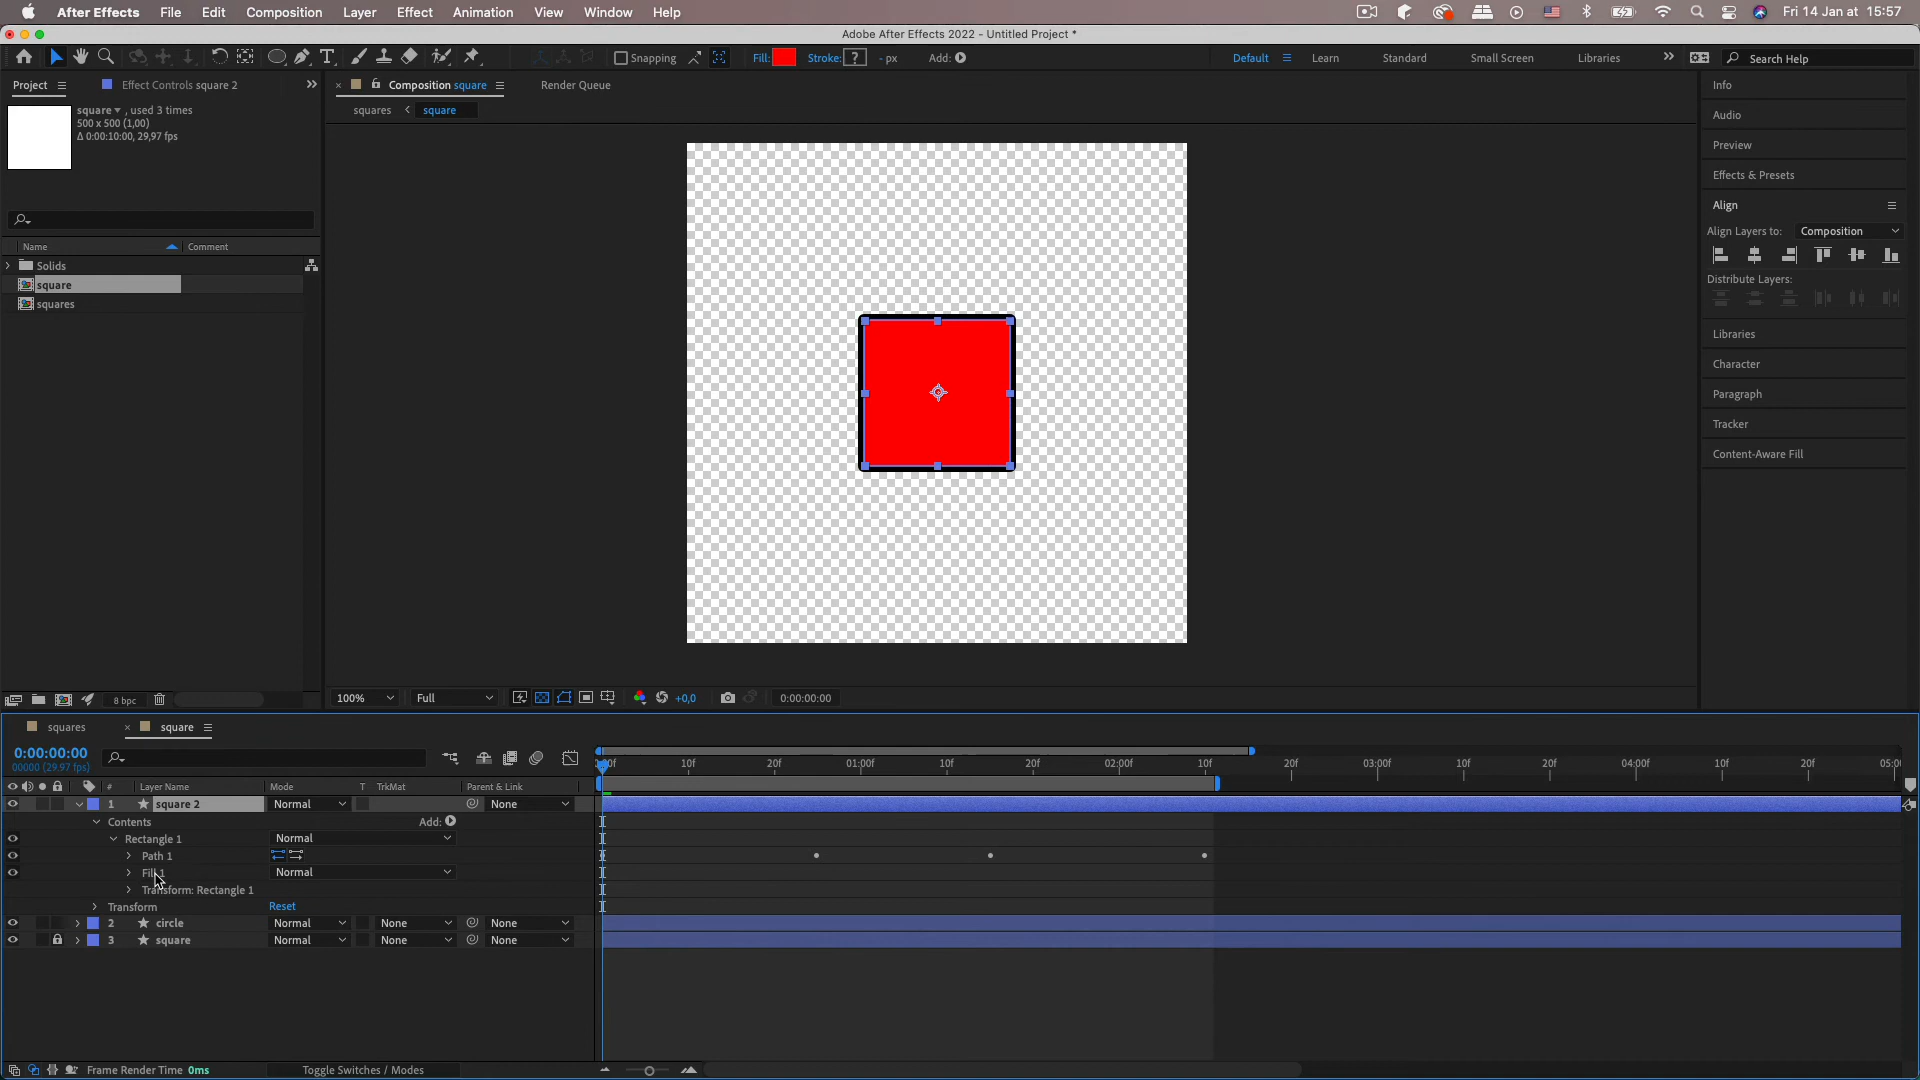 After Effects File Edit Composition Layer Effect Animation View Window Help Fri 14 Jan at 15:57
Adobe After Effects 2022 - Untitled Project *
Snapping Fill: Stroke: ? - px Add: Default Learn Standard Small Screen Libraries Search Help
Project Effect Controls square 2 Composition square Render Queue Info
square , used 3 times squares square
500 x 500 (1,00) Audio
Δ 0:00:10:00, 29,97 fps
Preview
Effects & Presets
Align
Align Layers to: Composition
Name Comment
Solids
Distribute Layers:
square
squares
Libraries
Character
Paragraph
Tracker
Content-Aware Fill
8 bpc 100% Full +0,0 0:00:00:00
squares square
0:00:00:00
00000 (29.97 fps)
10f 20f 01:00f 10f 20f 02:00f 10f 20f 03:00f 10f 20f 04:00f 10f 20f
# Layer Name Mode T TrkMat Parent & Link
1 square 2 Normal None
Contents Add:
Rectangle 1 Normal
Path 1
Fill 1 Normal
Transform: Rectangle 1
Transform Reset
2 circle Normal None None
3 square Normal None None
Frame Render Time 0ms Toggle Switches / Modes